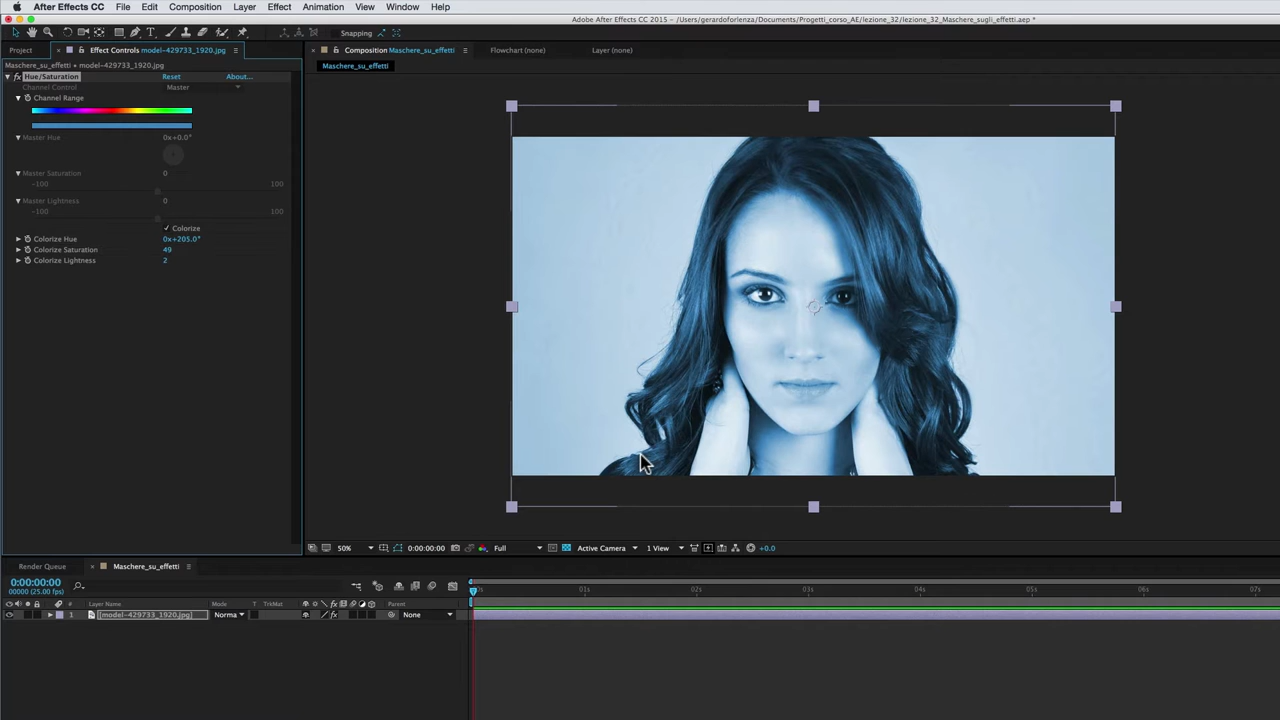 After Effects CC File Edit Composition Layer Effect Animation View Window Help
Adobe After Effects CC 2015 - /Users/gerardoforlenza/Documents/Progetti_corso_AE/lezione_32/lezione_32_Maschere_sugli_effetti.aep *
Snapping
Project Effect Controls model-429733_1920.jpg
Composition Maschere_su_effetti Flowchart (none) Layer (none)
Maschere_su_effetti • model-429733_1920.jpg
Maschere_su_effetti
fx Hue/Saturation Reset About...
Channel Control Master
Channel Range
Master Hue 0x+0.0°
Master Saturation 0
-100 100
Master Lightness 0
-100 100
Colorize
Colorize Hue 0x+205.0°
Colorize Saturation 49
Colorize Lightness 2
50% 0:00:00:00 Full Active Camera 1 View +0.0
Render Queue Maschere_su_effetti
0:00:00:00
00000 (25.00 fps)
01s 02s 03s 04s 05s 06s 07s
# Layer Name Mode T TrkMat Parent
1 [model-429733_1920.jpg] Norma None